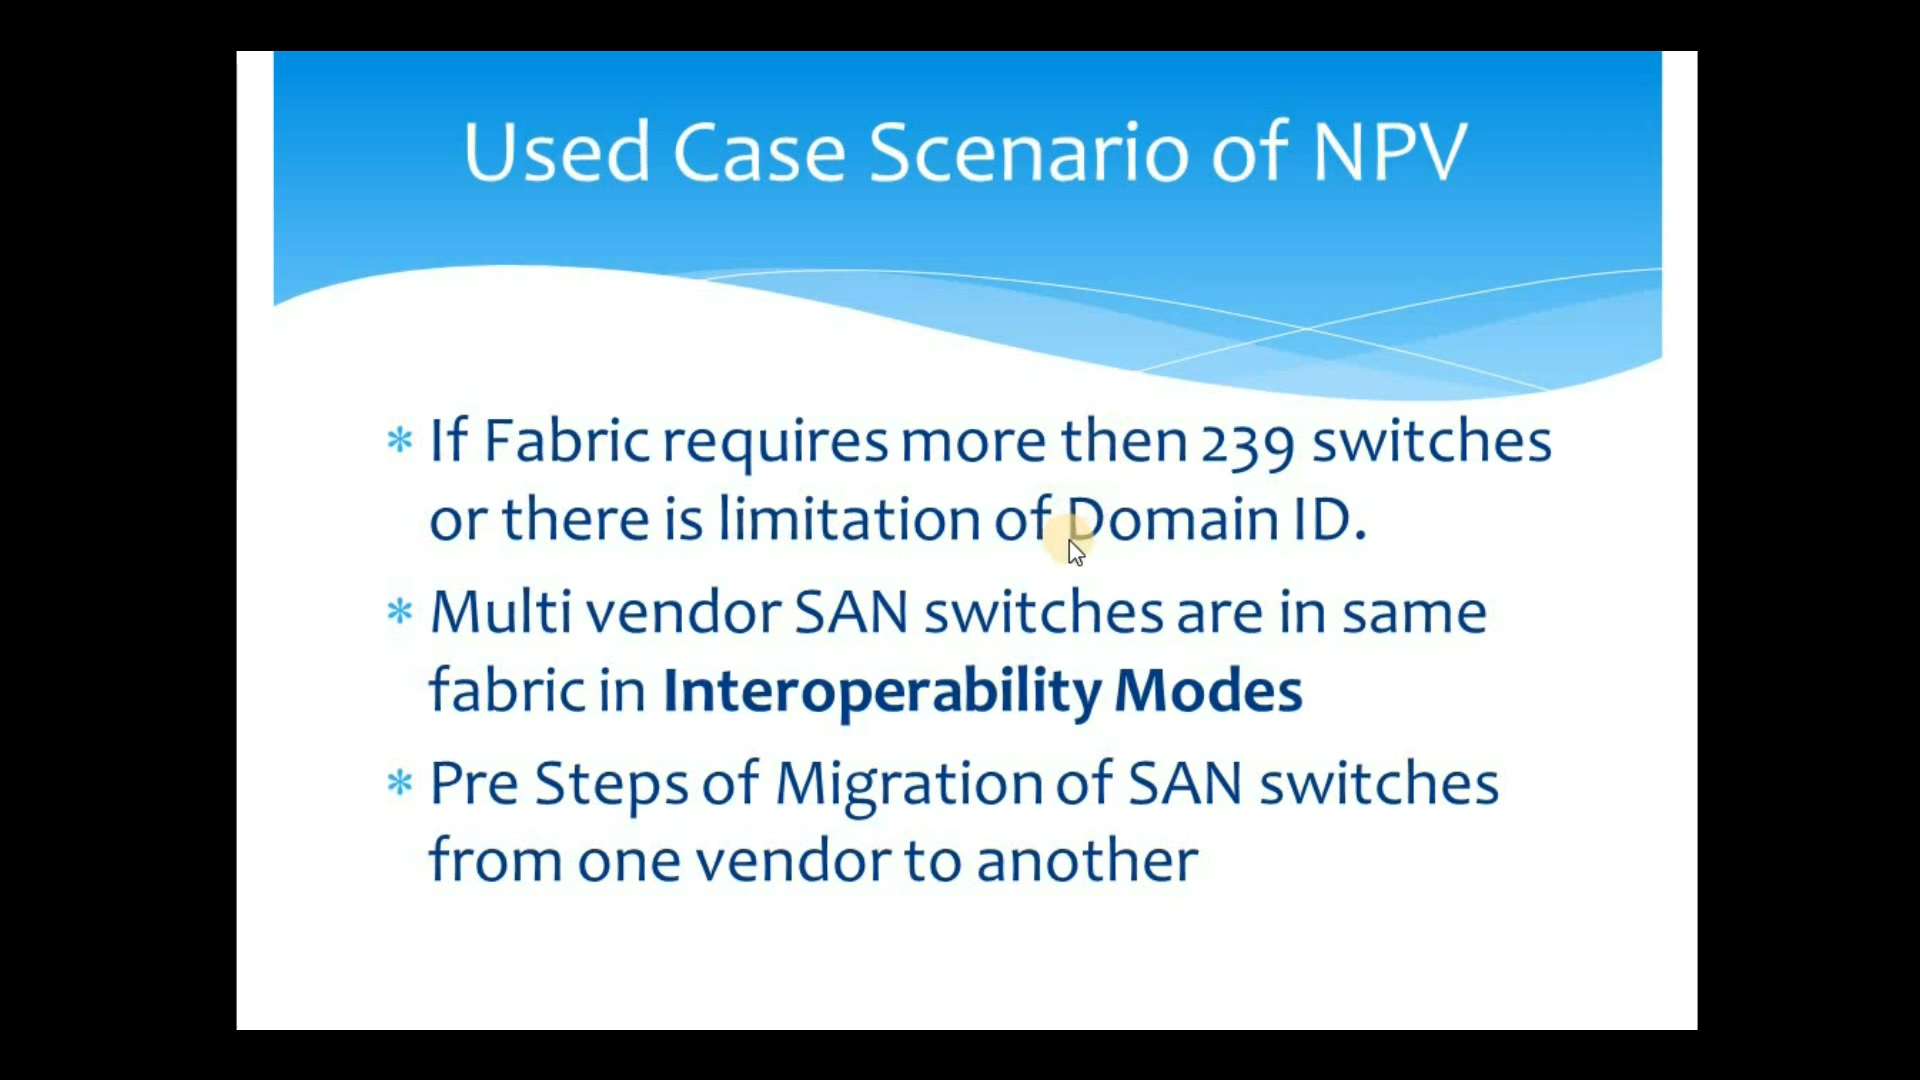 Used Case Scenario of NPV
* If Fabric requires more then 239 switches
or there is limitation of Domain ID.
* Multi vendor SAN switches are in same
fabric in Interoperability Modes
* Pre Steps of Migration of SAN switches
from one vendor to another